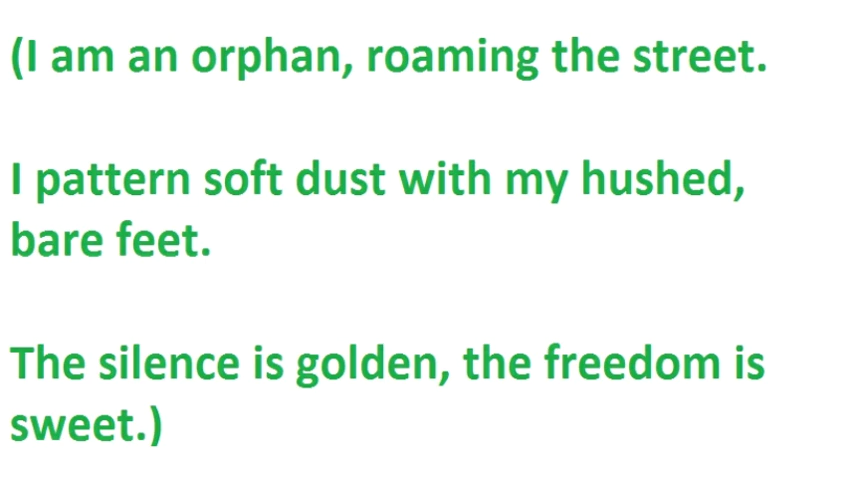 (I am an orphan, roaming the street.
I pattern soft dust with my hushed,
bare feet.
The silence is golden, the freedom is
sweet.)